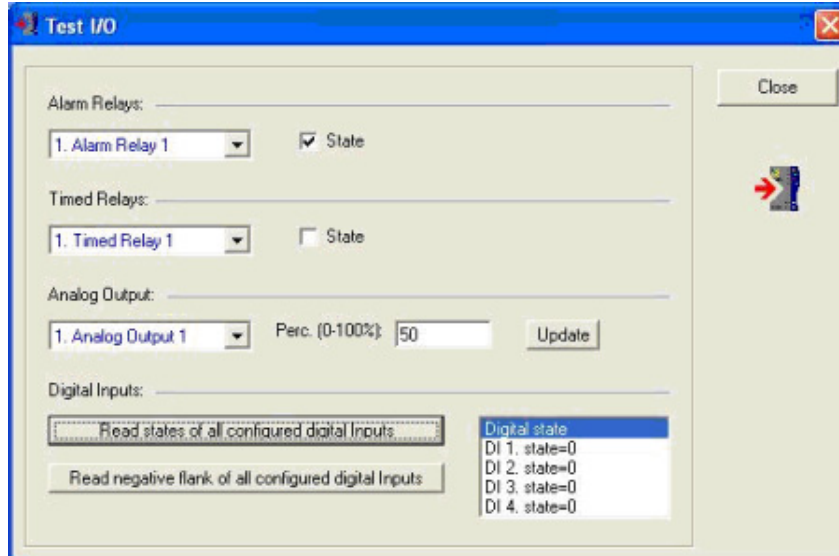 Test I/O
Close
Alarm Relays:
1. Alarm Relay 1
State
Timed Relays:
1. Timed Relay 1
State
Analog Output:
1. Analog Output 1
Perc. (0-100%):
50
Update
Digital Inputs:
Read states of all configured digital Inputs
Read negative flank of all configured digital Inputs
Digital state
DI 1. state=0
DI 2. state=0
DI 3. state=0
DI 4. state=0